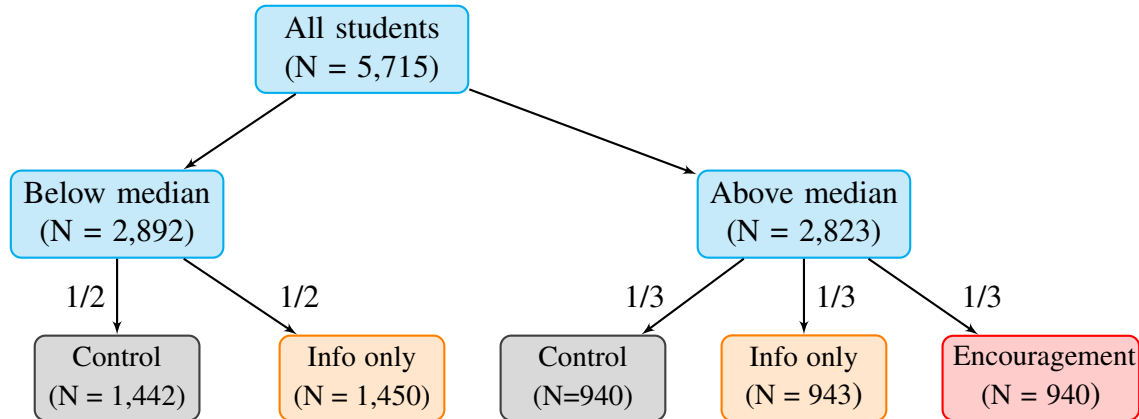 All students
(N = 5,715)
Below median
(N = 2,892)
Above median
(N = 2,823)
1/2
1/2
1/3
1/3
1/3
Control
(N = 1,442)
Info only
(N = 1,450)
Control
(N=940)
Info only
(N = 943)
Encouragement
(N = 940)